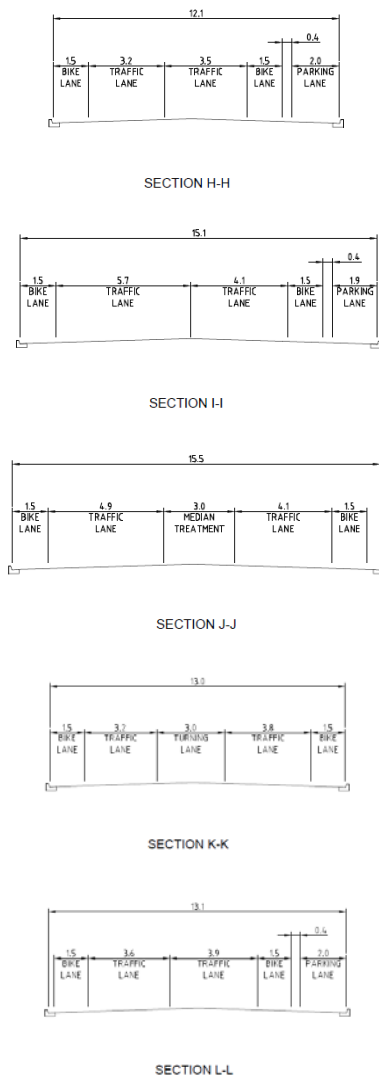 12.1
0.4
1.5 3.2 3.5 1.5 2.0
BIKE TRAFFIC TRAFFIC BIKE PARKING
LANE LANE LANE LANE LANE
SECTION H-H
15.1
0.4
1.5 5.7 4.1 1.5 1.9
BIKE TRAFFIC TRAFFIC BIKE PARKING
LANE LANE LANE LANE LANE
SECTION I-I
15.5
1.5 4.9 3.0 4.1 1.5
BIKE TRAFFIC MEDIAN TRAFFIC BIKE
LANE LANE TREATMENT LANE LANE
SECTION J-J
13.0
1.5 3.2 3.0 3.8 1.5
BIKE TRAFFIC TURNING TRAFFIC BIKE
LANE LANE LANE LANE LANE
SECTION K-K
13.1
0.4
1.5 3.6 3.9 1.5 2.0
BIKE TRAFFIC TRAFFIC BIKE PARKING
LANE LANE LANE LANE LANE
SECTION L-L